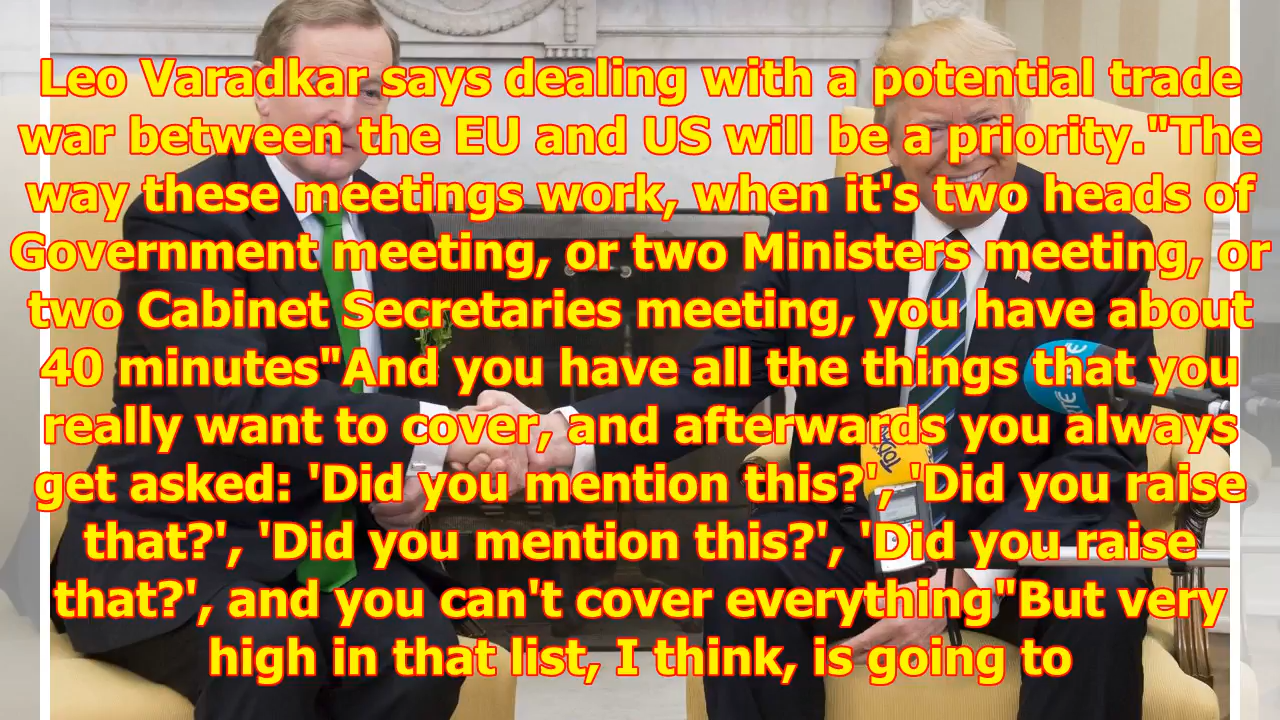 Leo Varadkar says dealing with a potential trade
war between the EU and US will be a priority."The
way these meetings work, when it's two heads of
Government meeting, or two Ministers meeting, or
two Cabinet Secretaries meeting, you have about
40 minutes"And you have all the things that you
really want to cover, and afterwards you always
get asked: 'Did you mention this?', 'Did you raise
that?', 'Did you mention this?', 'Did you raise
that?', and you can't cover everything"But very
high in that list, I think, is going to